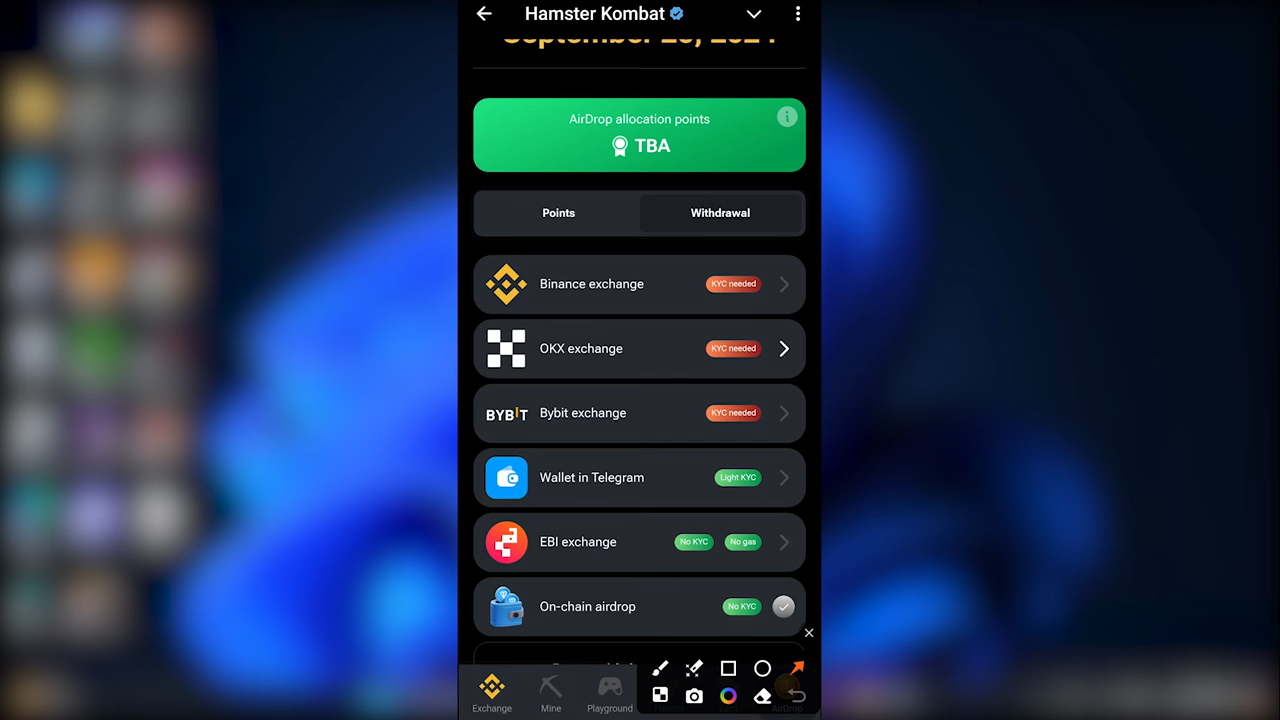 Hamster Kombat
AirDrop allocation points
TBA
Points
Withdrawal
Binance exchange
KYC needed
OKX exchange
KYC needed
BYBIT
Bybit exchange
KYC needed
Wallet in Telegram
Light KYC
EBI exchange
No KYC
No gas
On-chain airdrop
No KYC
Exchange
Mine
Playground
AirDrop